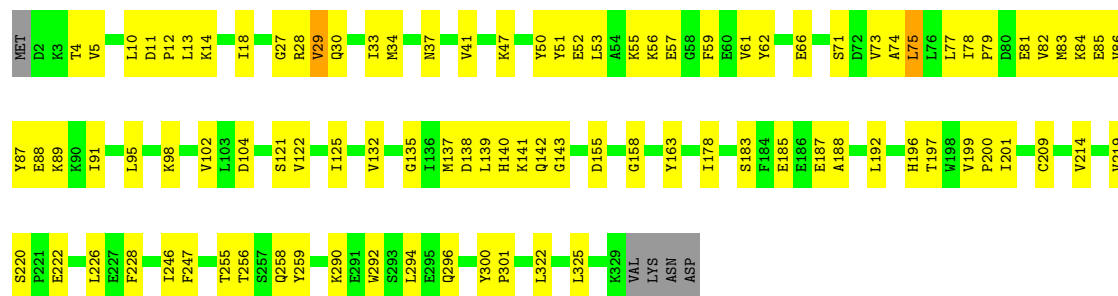 MET D2 K3 T4 V5 L10 D11 P12 L13 K14 I18 G27 R28 V29 Q30 I33 M34 N37 V41 K47 Y50 Y51 E52 L53 A54 K55 K56 E57 G58 F59 E60 V61 Y62 E66 S71 D72 V73 A74 L75 L76 L77 I78 P79 D80 E81 V82 M83 K84 E85
Y87 E88 K89 K90 I91 L95 K98 V102 L103 D104 S121 V122 I125 V132 G135 I136 M137 D138 L139 H140 K141 Q142 G143 D155 G158 Y163 I178 S183 F184 E185 E186 E187 A188 L192 H196 T197 W198 V199 P200 I201 C209 V214
S220 P221 E222 L226 E227 F228 I246 F247 T255 T256 S257 Q258 Y259 K290 E291 W292 S293 L294 E295 Q296 Y300 P301 L322 L325 K329 VAL LYS ASN ASP